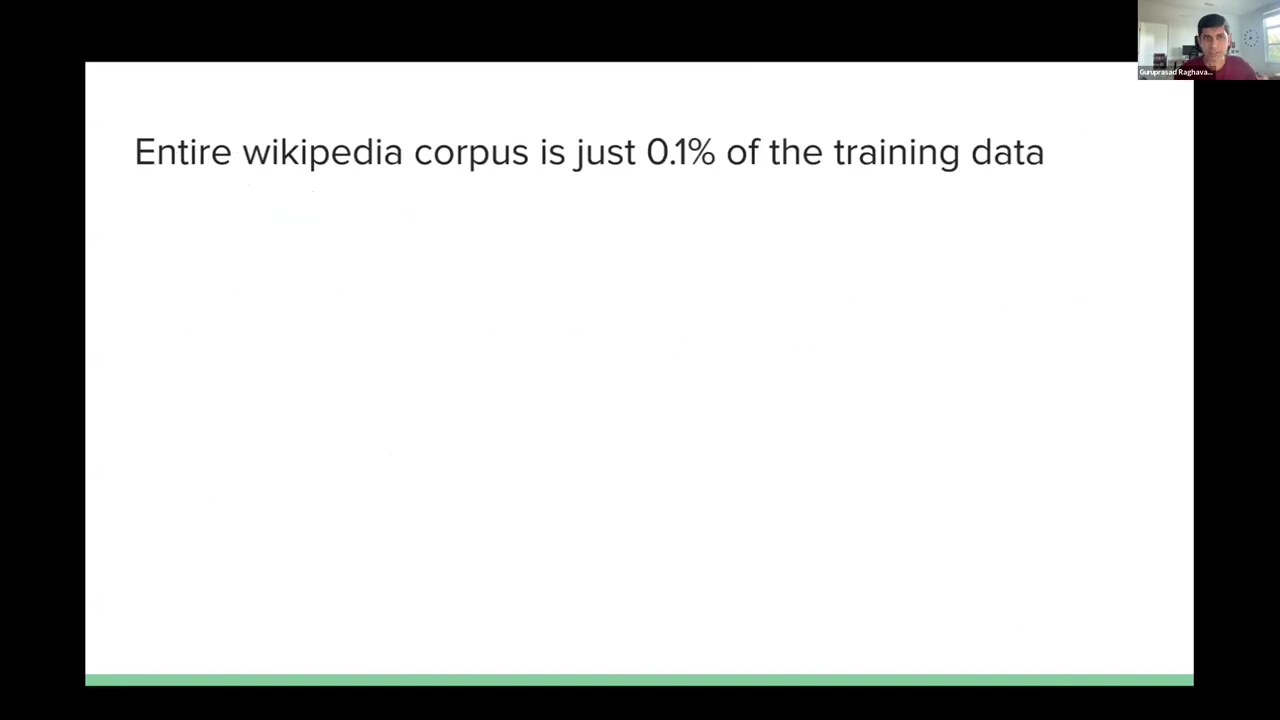 Guruprasad Raghava...
Entire wikipedia corpus is just 0.1% of the training data